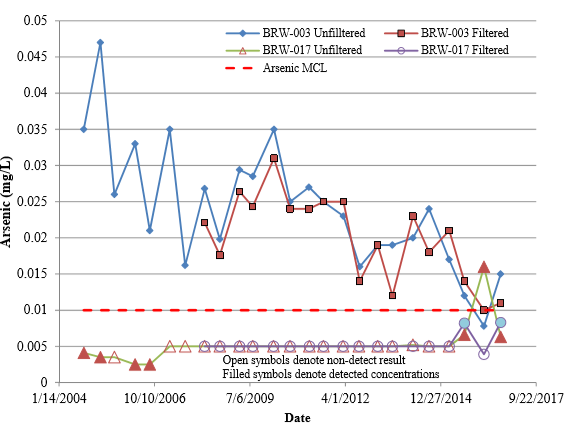 0.05
0.045
0.04
0.035
0.03
0.025
0.02
0.015
0.01
0.005
0
Arsenic (mg/L)
BRW-003 Unfilltered
BRW-003 Filtered
BRW-017 Unfiltered
BRW-017 Filtered
Arsenic MCL
Open symbols denote non-detect result
Filled symbols denote detected concentrations
1/14/2004 10/10/2006 7/6/2009 4/1/2012 12/27/2014 9/22/2017
Date